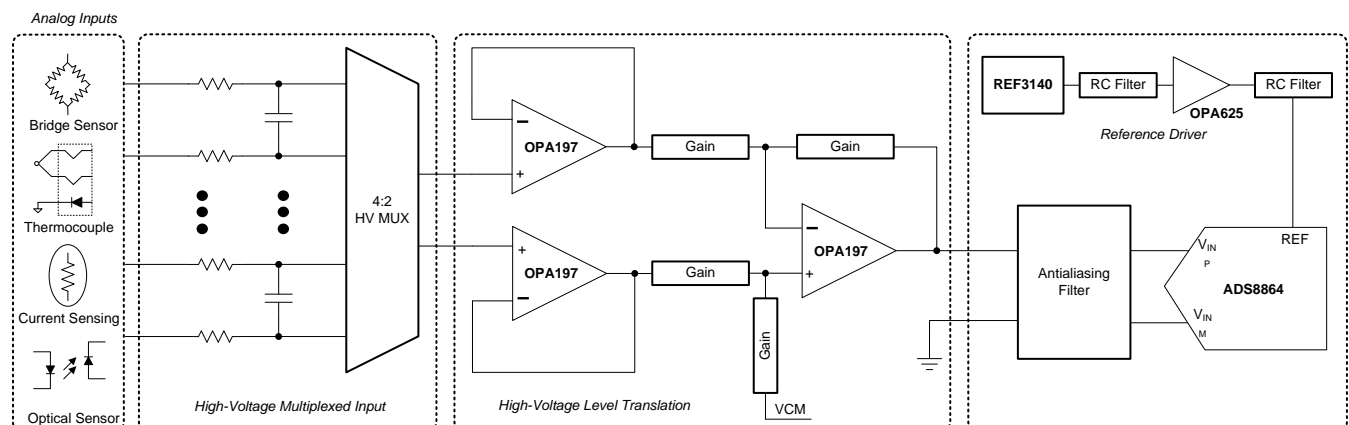 Analog Inputs
Bridge Sensor
Thermocouple
Current Sensing
Optical Sensor
4:2
HV MUX
High-Voltage Multiplexed Input
OPA197
OPA197
Gain
Gain
Gain
Gain
OPA197
VCM
High-Voltage Level Translation
REF3140
RC Filter
OPA625
RC Filter
Reference Driver
Antialiasing
Filter
VIN
P
VIN
M
REF
ADS8864